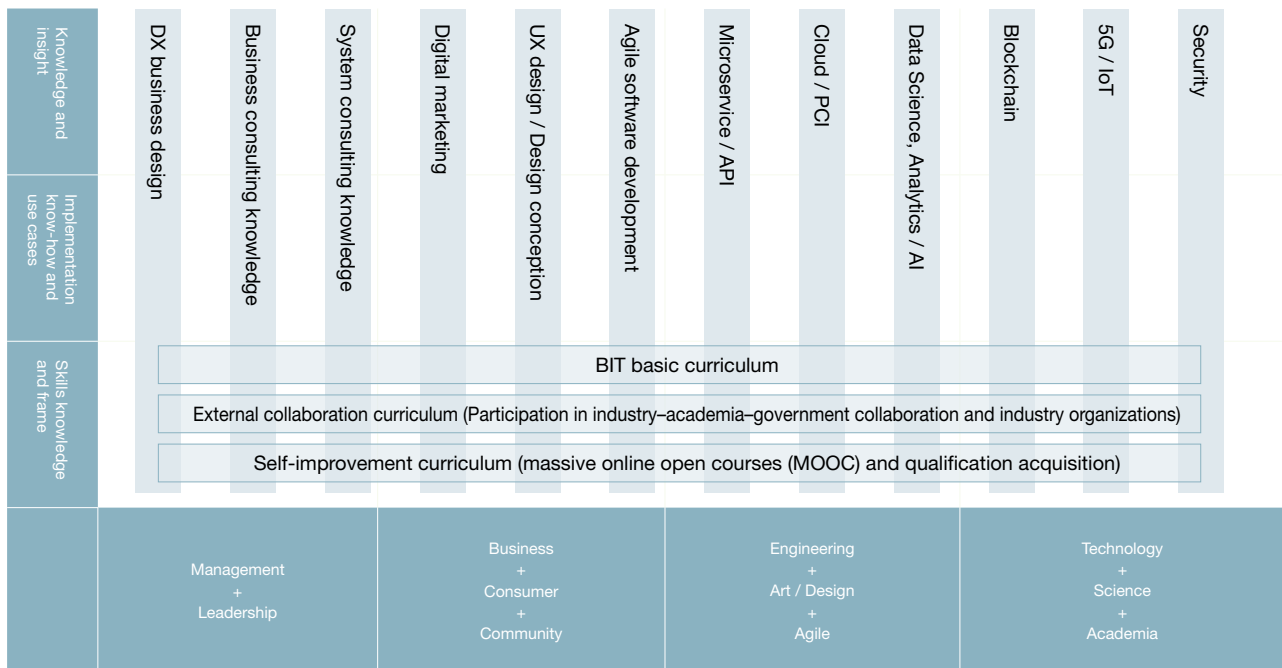 Knowledge and
insight
DX business design
Business consulting knowledge
System consulting knowledge
Digital marketing
UX design / Design conception
Agile software development
Microservice / API
Cloud / PCI
Data Science, Analytics / AI
Blockchain
5G / IoT
Security
Implementation
know-how and
use cases
Skills knowledge
and frame
BIT basic curriculum
External collaboration curriculum (Participation in industry–academia–government collaboration and industry organizations)
Self-improvement curriculum (massive online open courses (MOOC) and qualification acquisition)
Management
+
Leadership
Business
+
Consumer
+
Community
Engineering
+
Art / Design
+
Agile
Technology
+
Science
+
Academia